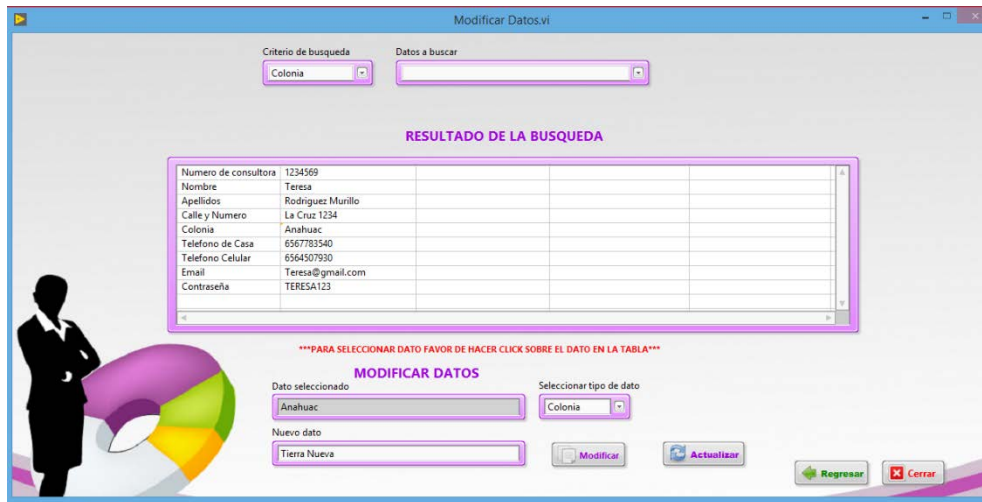 Modificar Datos.vi
Criterio de busqueda Datos a buscar
Colonia
RESULTADO DE LA BUSQUEDA
Numero de consultora 1234569
Nombre Teresa
Apellidos Rodriguez Murillo
Calle y Numero La Cruz 1234
Colonia Anahuac
Telefono de Casa 6567783540
Telefono Celular 6564507930
Email Teresa@gmail.com
Contraseña TERESA123
***PARA SELECCIONAR DATO FAVOR DE HACER CLICK SOBRE EL DATO EN LA TABLA***
MODIFICAR DATOS
Dato seleccionado Seleccionar tipo de dato
Anahuac Colonia
Nuevo dato
Tierra Nueva Modificar Actualizar
Regresar Cerrar